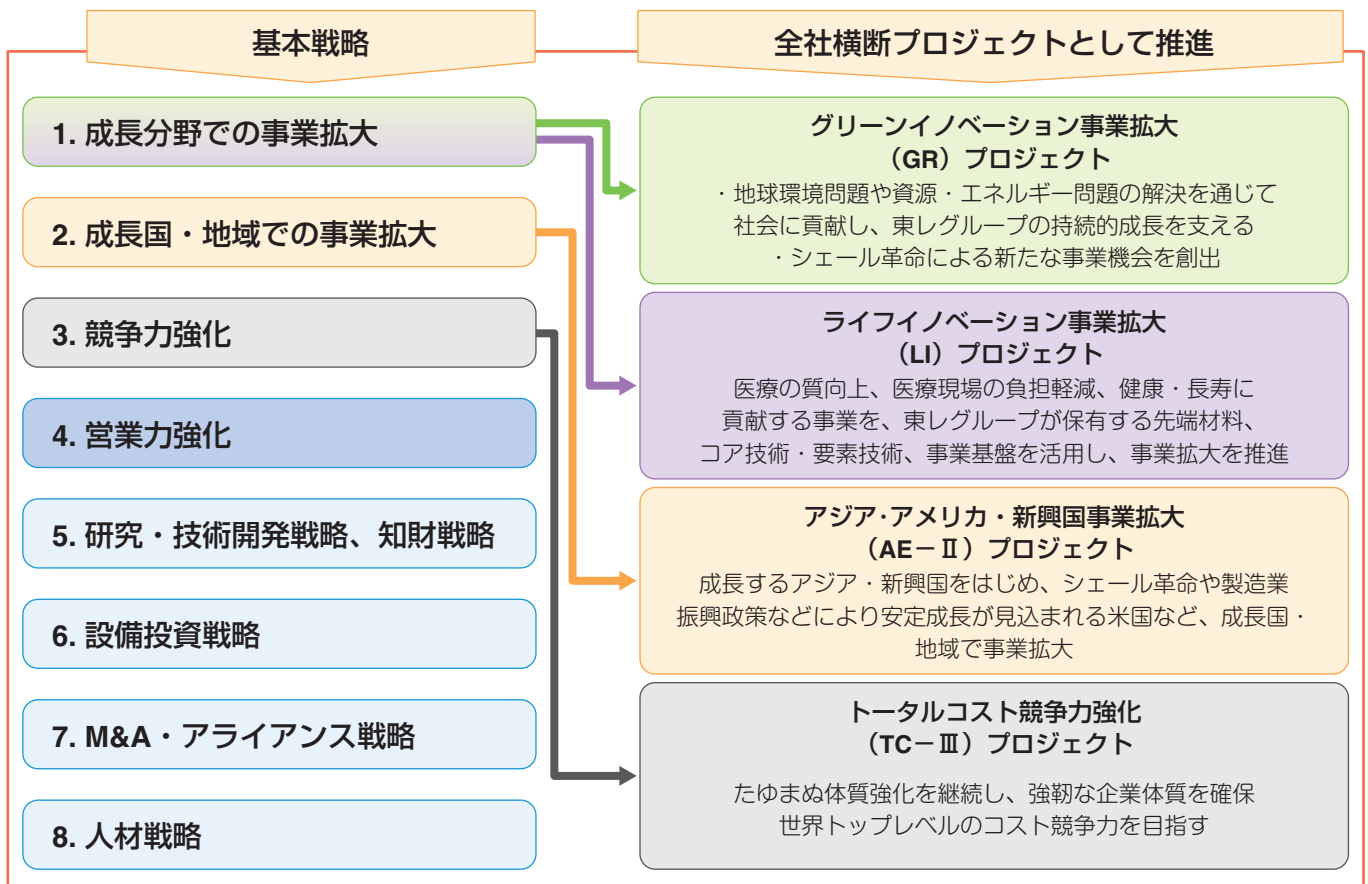 基本戦略
全社横断プロジェクトとして推進
1. 成長分野での事業拡大
2. 成長国・地域での事業拡大
3. 競争力強化
4. 営業力強化
5. 研究・技術開発戦略、知財戦略
6. 設備投資戦略
7. M&A・アライアンス戦略
8. 人材戦略
グリーンイノベーション事業拡大
（GR）プロジェクト
・地球環境問題や資源・エネルギー問題の解決を通じて
社会に貢献し、東レグループの持続的成長を支える
・シェール革命による新たな事業機会を創出
ライフイノベーション事業拡大
（LI）プロジェクト
医療の質向上、医療現場の負担軽減、健康・長寿に
貢献する事業を、東レグループが保有する先端材料、
コア技術・要素技術、事業基盤を活用し、事業拡大を推進
アジア・アメリカ・新興国事業拡大
（AE－Ⅱ）プロジェクト
成長するアジア・新興国をはじめ、シェール革命や製造業
振興政策などにより安定成長が見込まれる米国など、成長国・
地域で事業拡大
トータルコスト競争力強化
（TC－Ⅲ）プロジェクト
たゆまぬ体質強化を継続し、強靭な企業体質を確保
世界トップレベルのコスト競争力を目指す